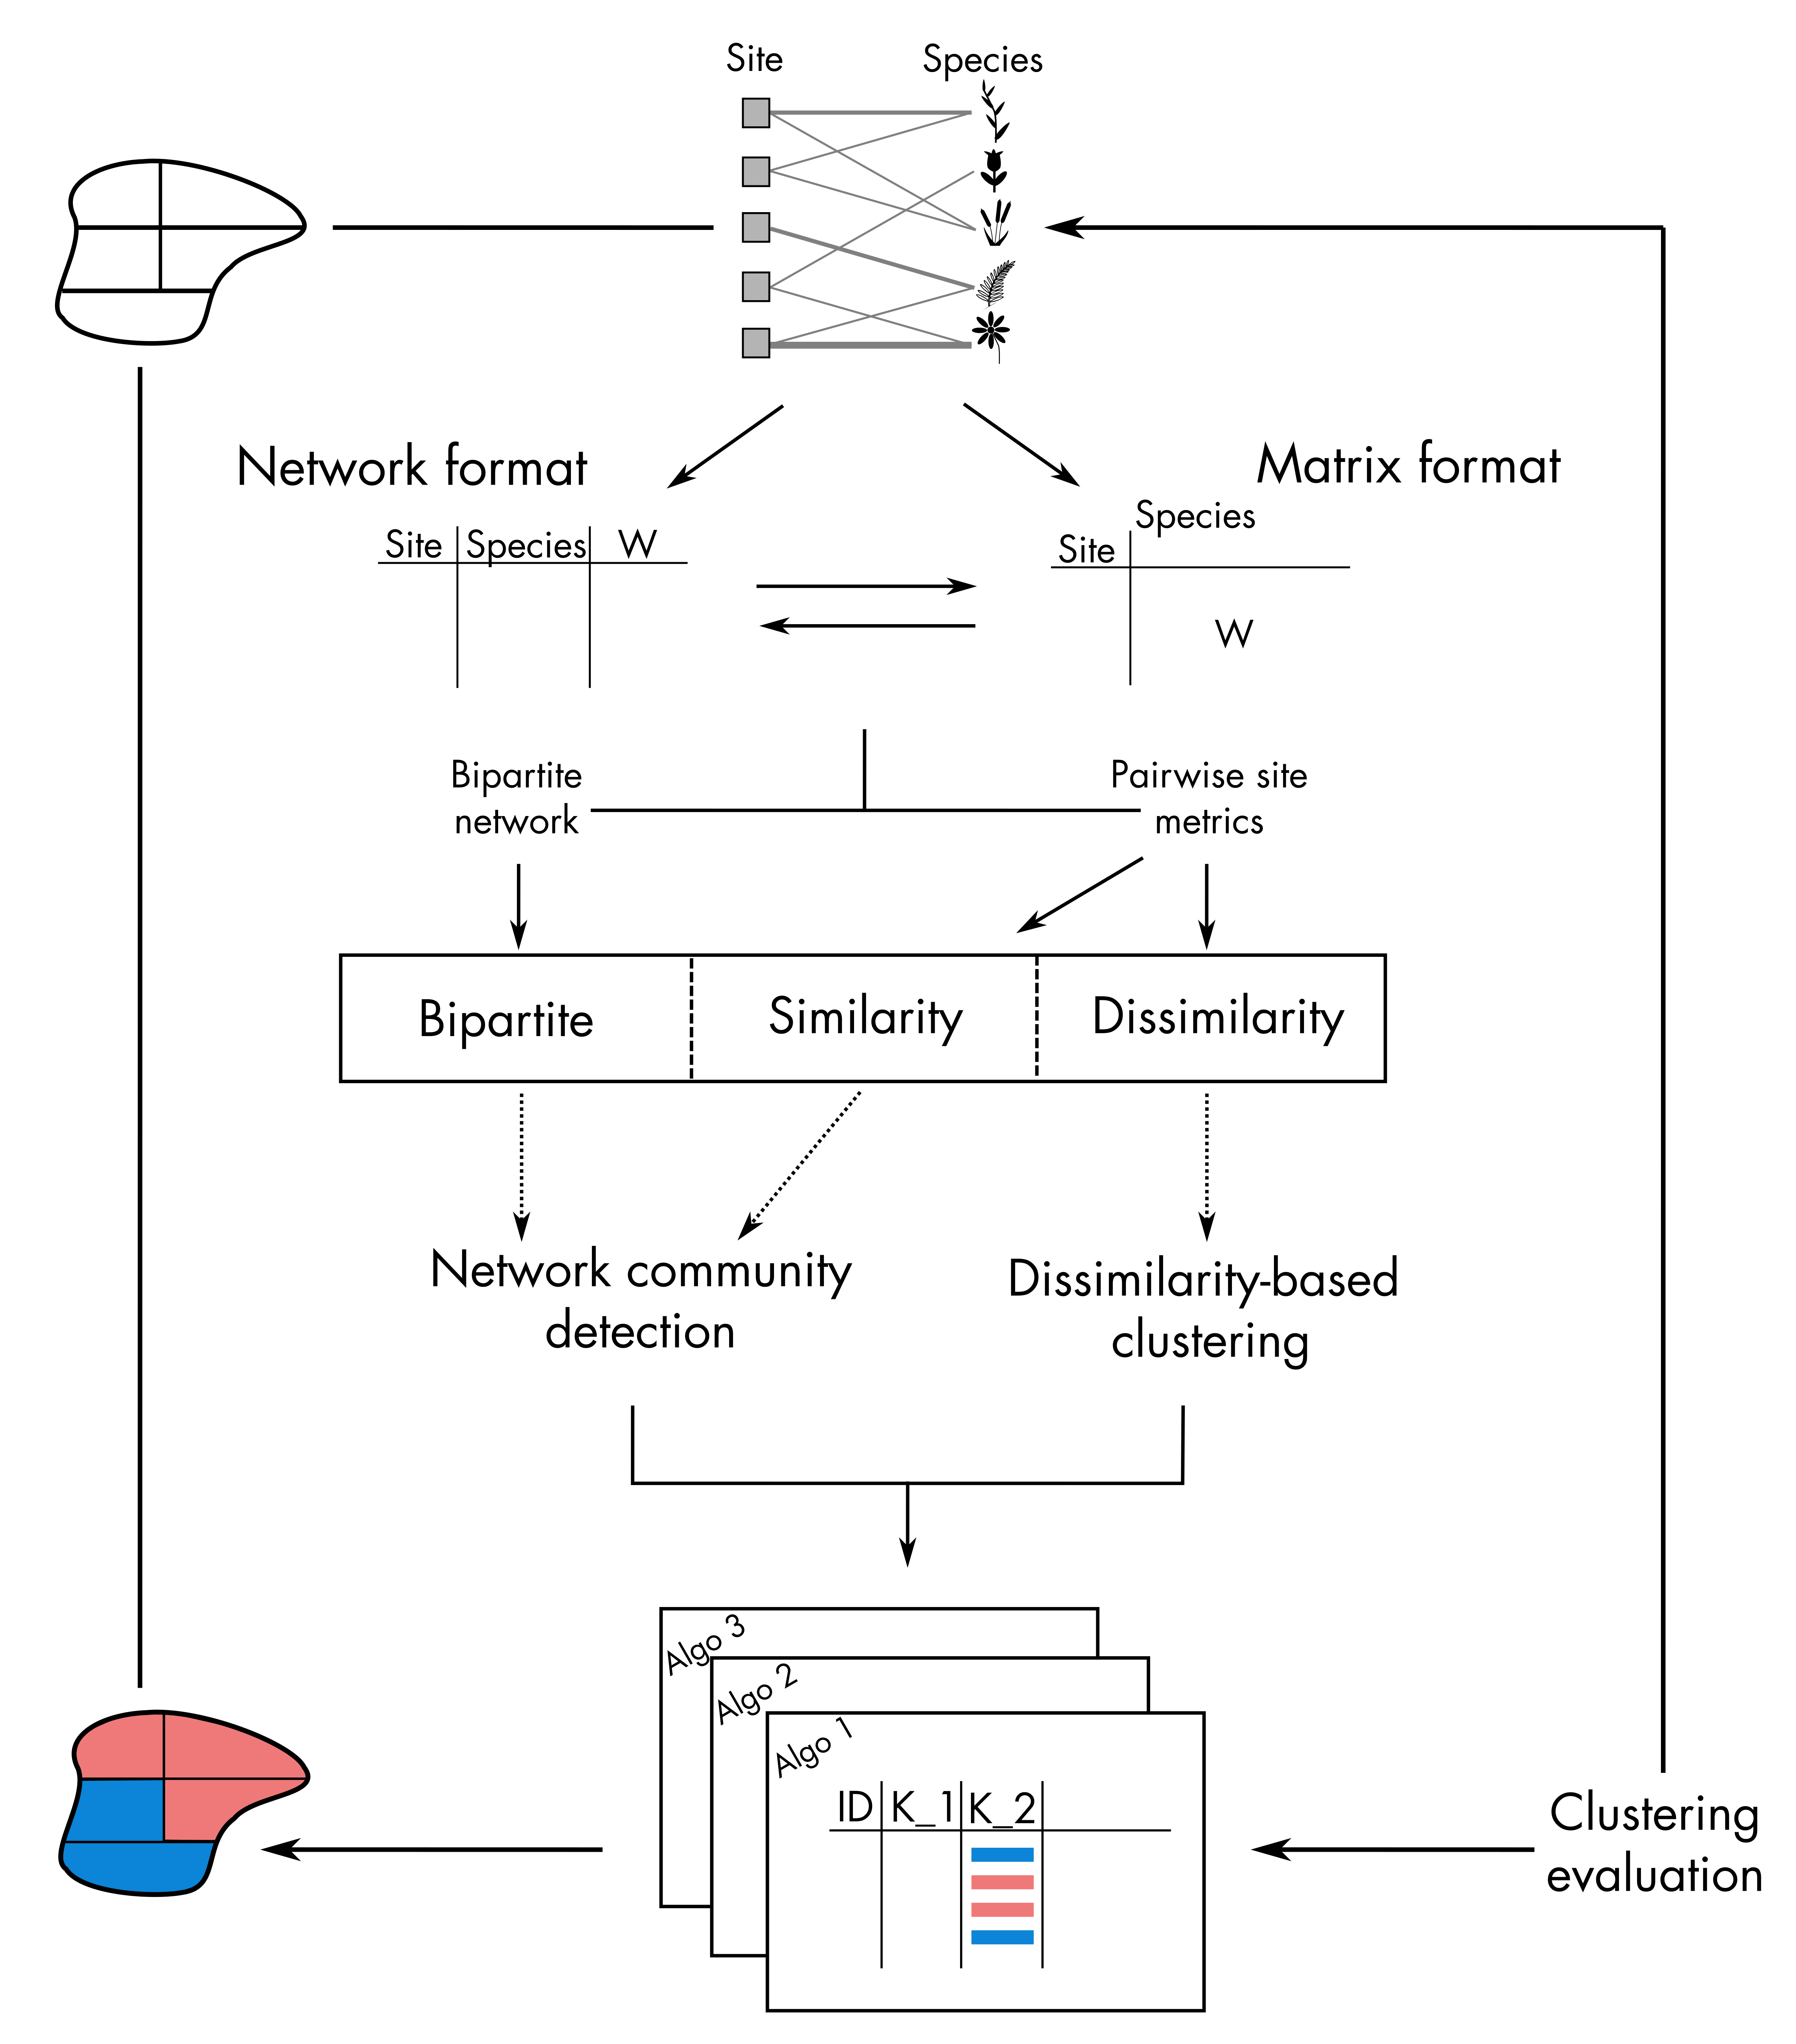 Site
Species
Network format
Matrix format
Site Species W
Species
Site
W
Bipartite
network
Pairwise site
metrics
Bipartite
Similarity
Dissimilarity
Network community
detection
Dissimilarity-based
clustering
Algo 3
Algo 2
Algo 1
ID K_1 K_2
Clustering
evaluation